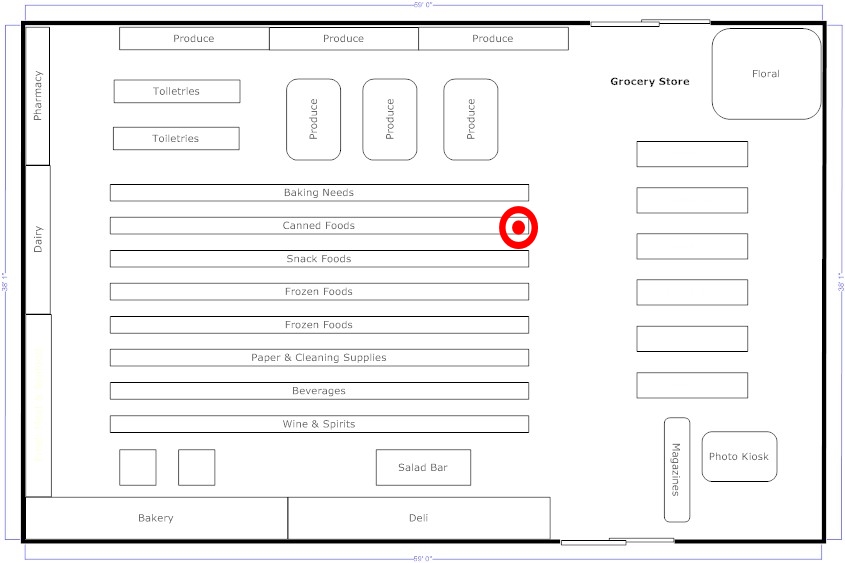 59' 0"
Produce
Produce
Produce
Pharmacy
Toiletries
Toiletries
Produce
Produce
Produce
Grocery Store
Floral
Baking Needs
Dairy
Canned Foods
Snack Foods
38' 1"
38' 1"
Frozen Foods
Frozen Foods
Paper & Cleaning Supplies
Beverages
Wine & Spirits
Salad Bar
Magazines
Photo Kiosk
Bakery
Deli
59' 0"